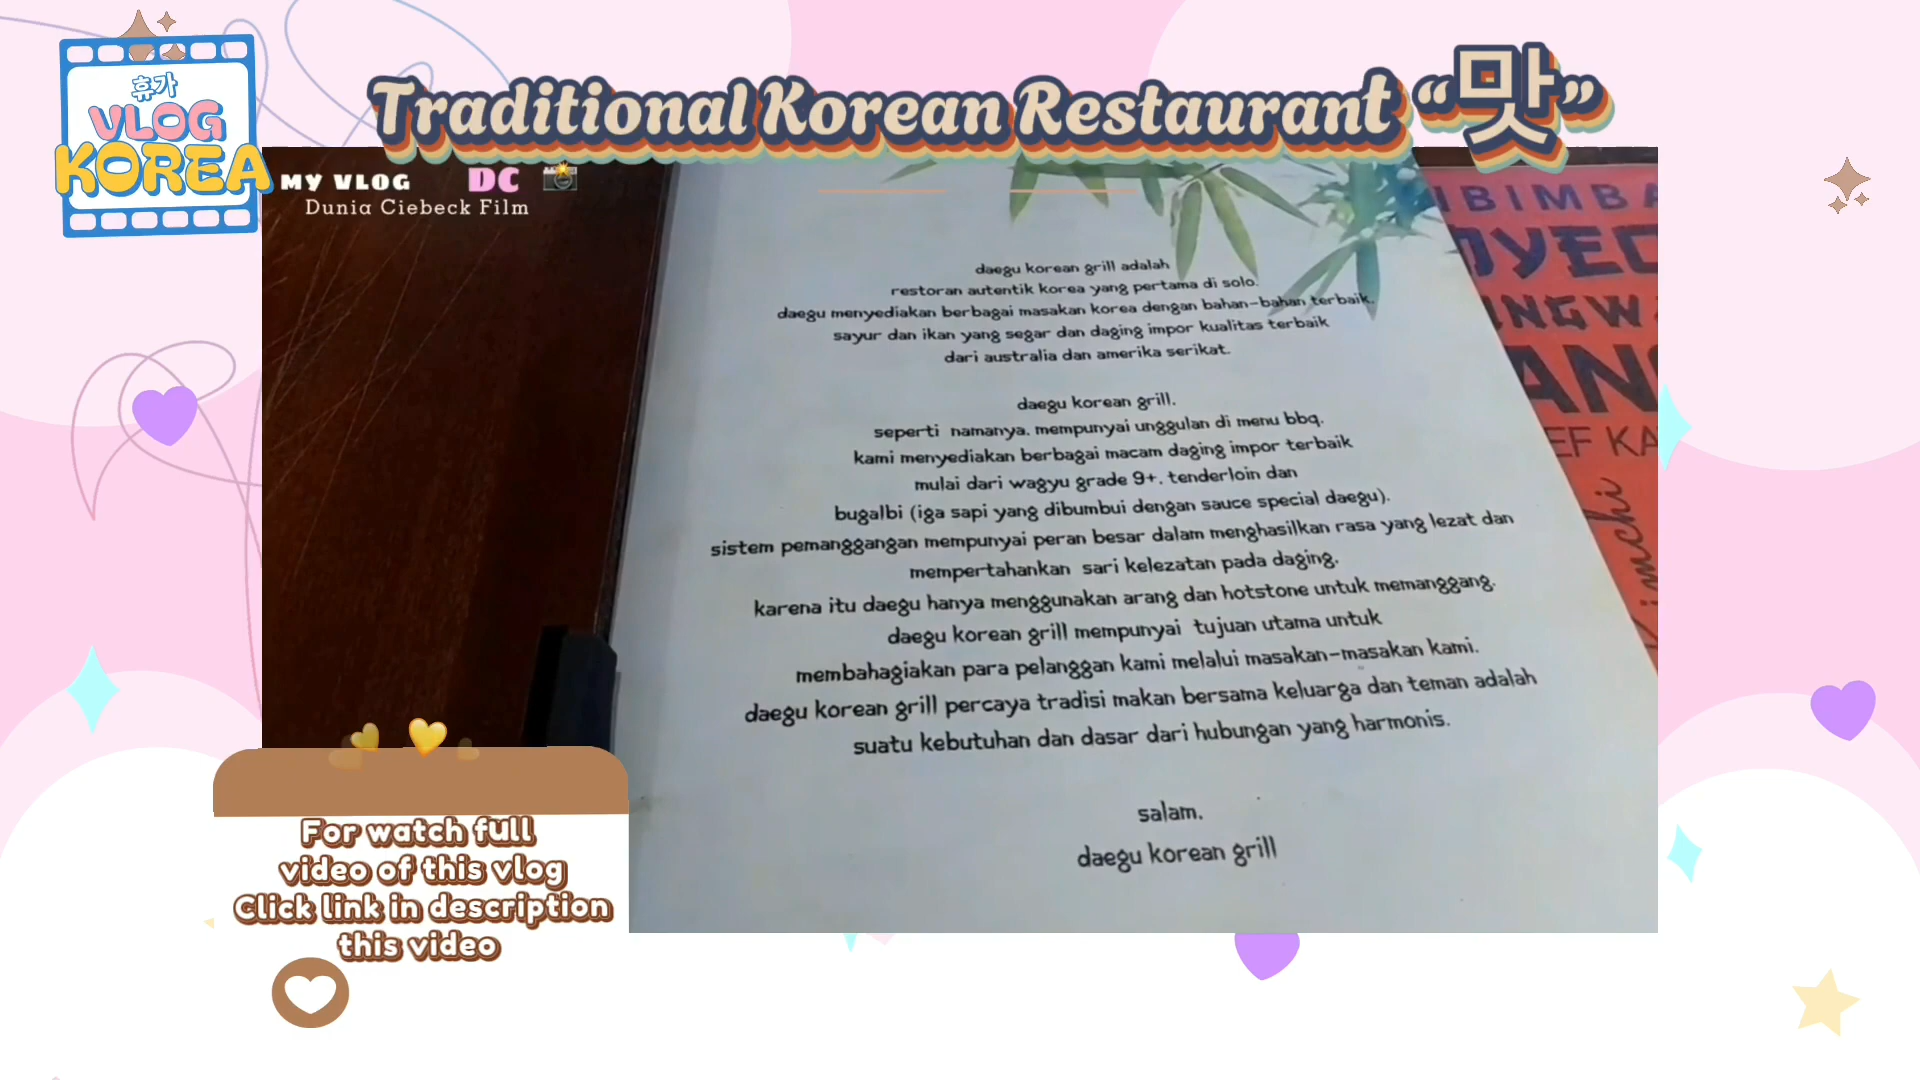 Traditional Korean Restaurant “맛”
휴가
VLOG
KOREA
MY VLOG DC
Dunia Ciebeck Film
daegu korean grill adalah
restoran autentik korea yang pertama di solo.
daegu menyediakan berbagai masakan korea dengan bahan-bahan terbaik.
sayur dan ikan yang segar dan daging impor kualitas terbaik
dari australia dan amerika serikat.
daegu korean grill.
seperti namanya. mempunyai unggulan di menu bbq.
kami menyediakan berbagai macam daging impor terbaik
mulai dari wagyu grade 9+. tenderloin dan
bugalbi (iga sapi yang dibumbui dengan sauce special daegu).
sistem pemanggangan mempunyai peran besar dalam menghasilkan rasa yang lezat dan
mempertahankan sari kelezatan pada daging.
karena itu daegu hanya menggunakan arang dan hotstone untuk memanggang.
daegu korean grill mempunyai tujuan utama untuk
membahagiakan para pelanggan kami melalui masakan-masakan kami.
daegu korean grill percaya tradisi makan bersama keluarga dan teman adalah
suatu kebutuhan dan dasar dari hubungan yang harmonis.
salam.
daegu korean grill
For watch full
video of this vlog
Click link in description
this video